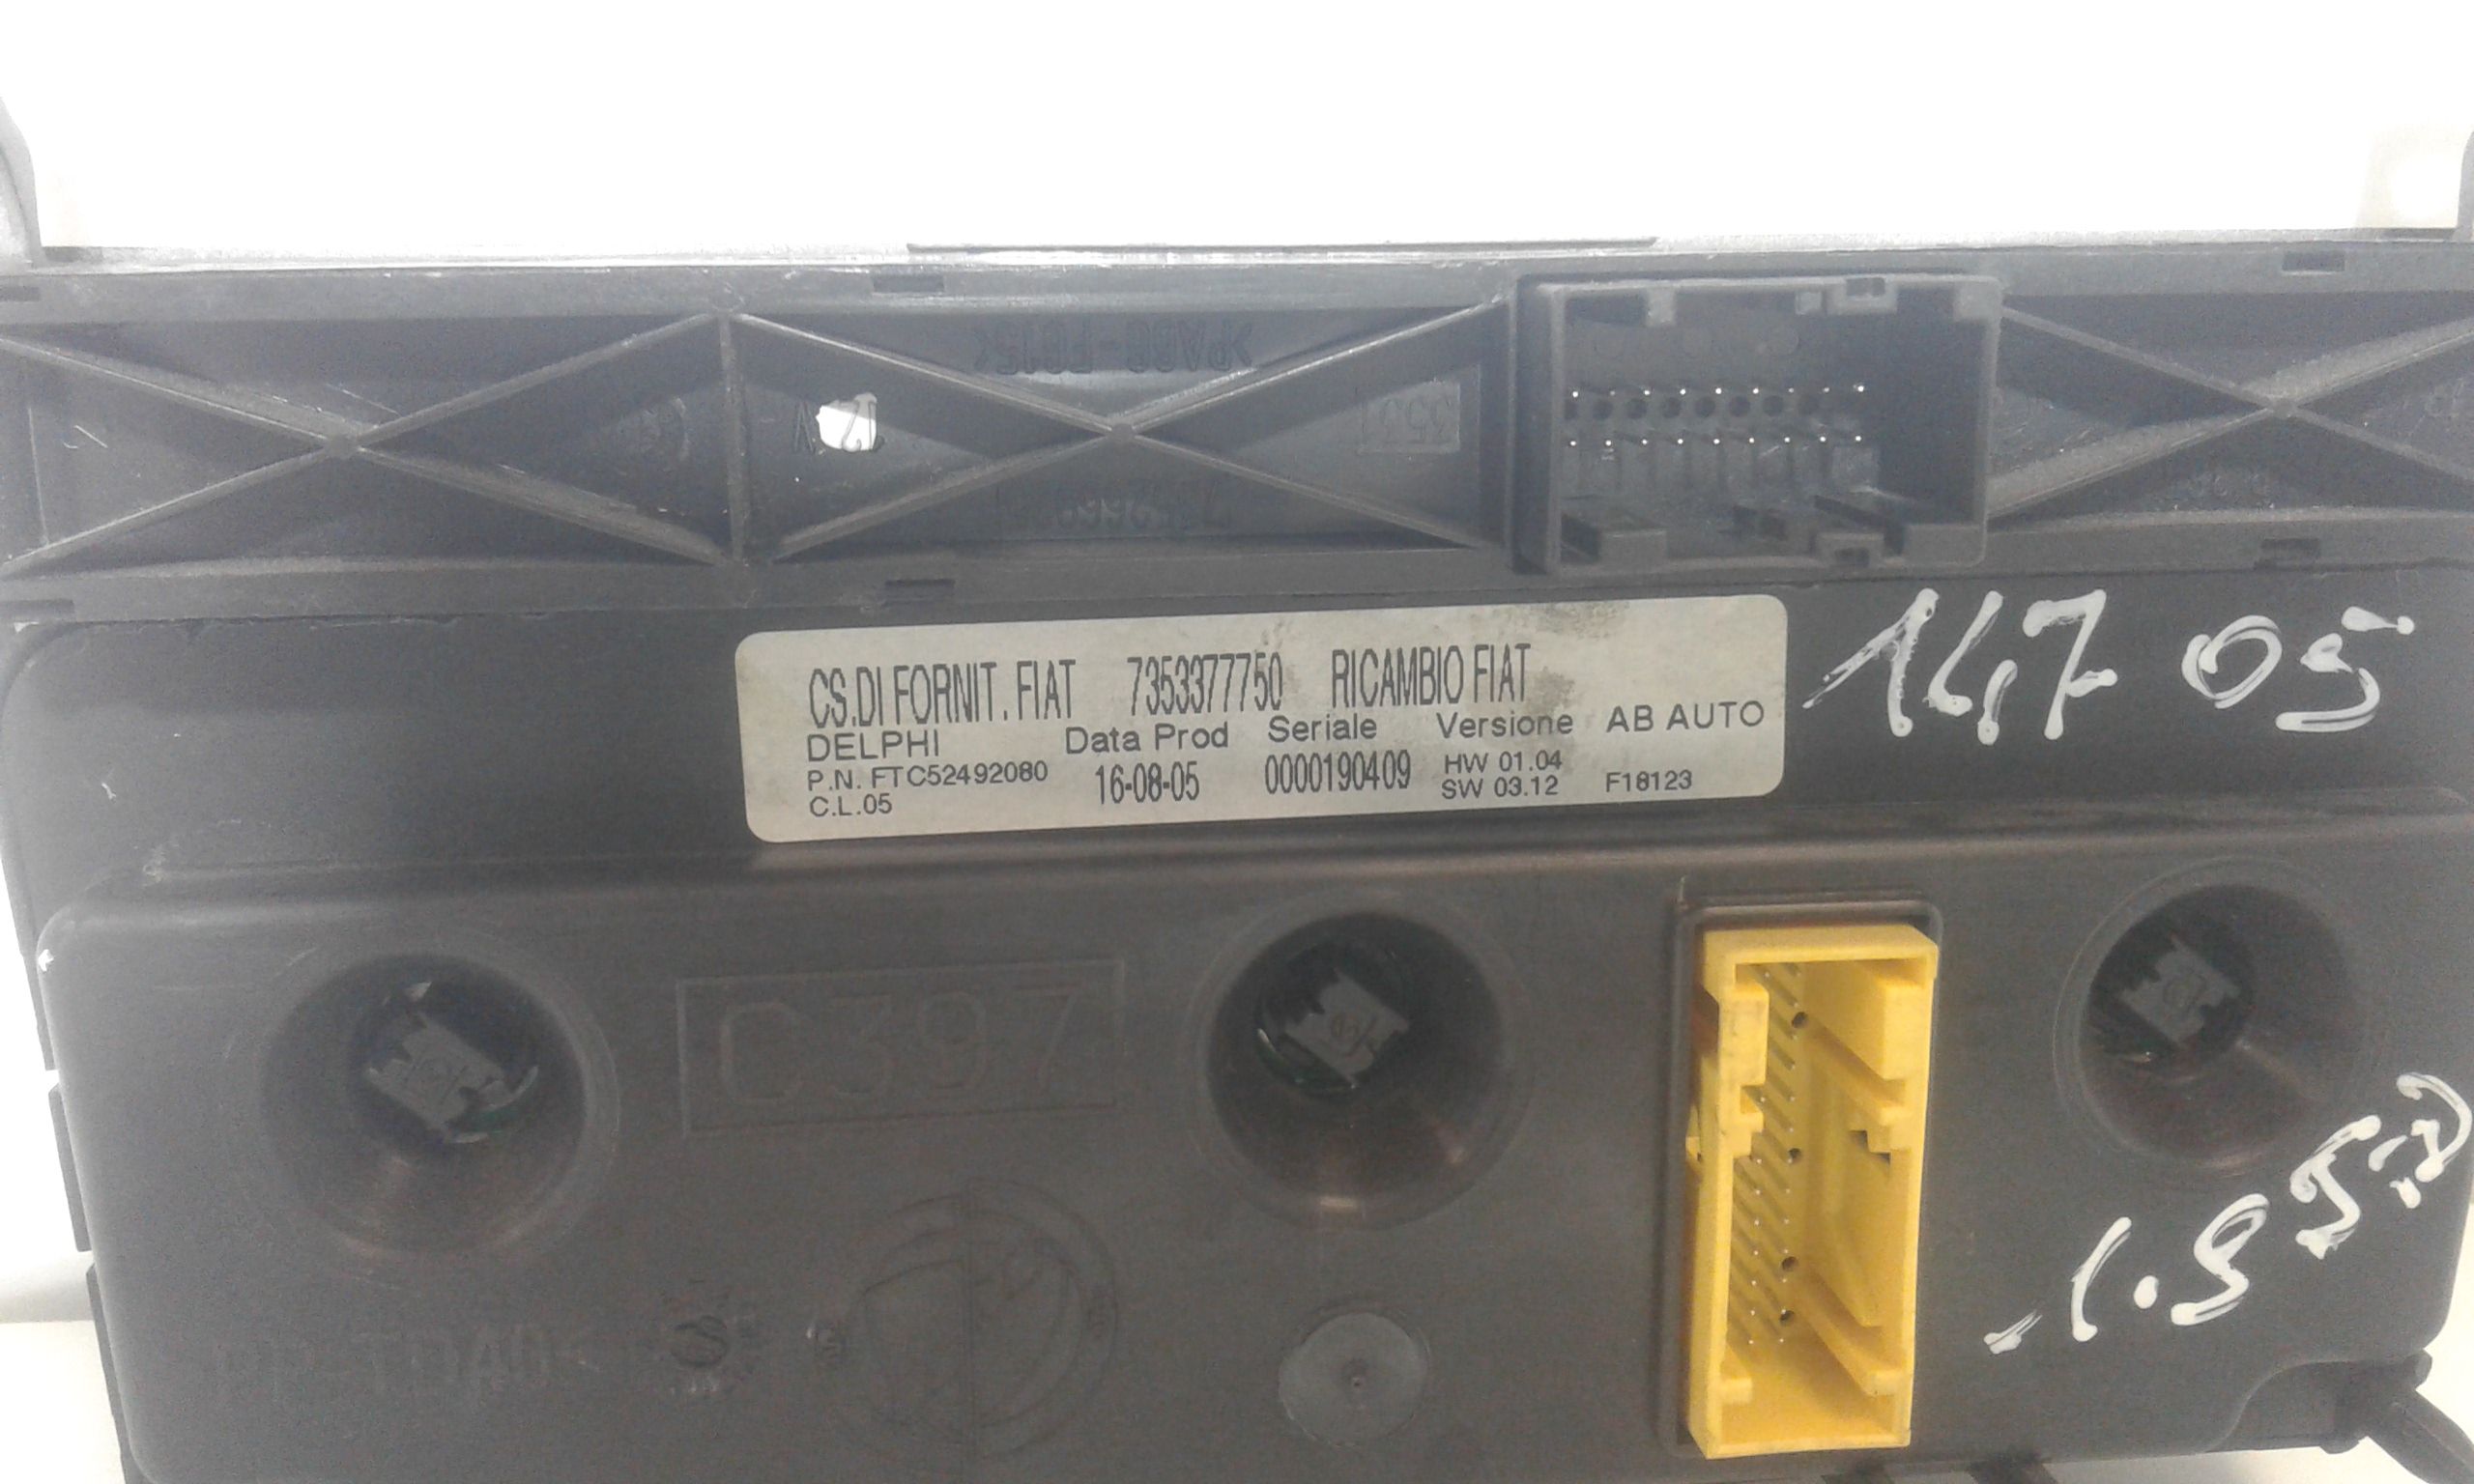 CS.DI FORNIT. FIAT 7353377750 RICAMBIO FIAT
DELPHI Data Prod Seriale Versione AB AUTO
P.N. FTC52492080 16-08-05 0000190409 HW 01.04
C.L.05 SW 03.12 F18123
147 05
1.9 JTD
C397